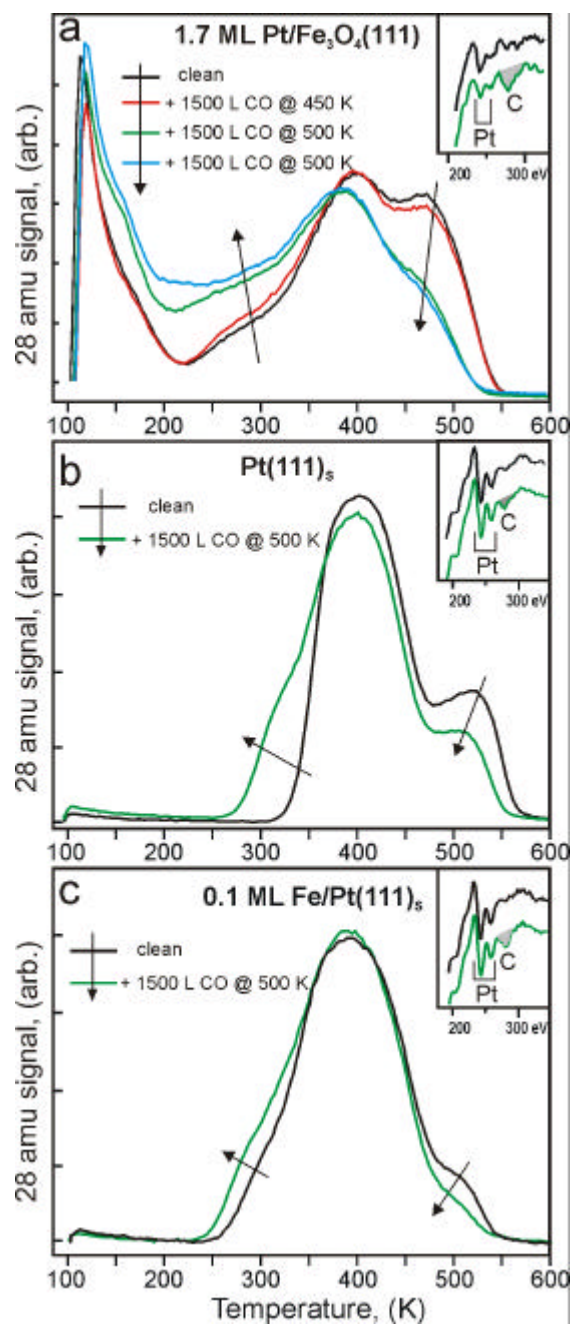 a
1.7 ML Pt/Fe₃O₄(111)
clean
+ 1500 L CO @ 450 K
+ 1500 L CO @ 500 K
+ 1500 L CO @ 500 K
C
Pt
200 300 eV
28 amu signal, (arb.)
100 200 300 400 500 600
b
Pt(111)ₛ
clean
+ 1500 L CO @ 500 K
C
Pt
200 300 eV
28 amu signal, (arb.)
100 200 300 400 500 600
c
0.1 ML Fe/Pt(111)ₛ
clean
+ 1500 L CO @ 500 K
C
Pt
200 300 eV
28 amu signal, (arb.)
100 200 300 400 500 600
Temperature, (K)